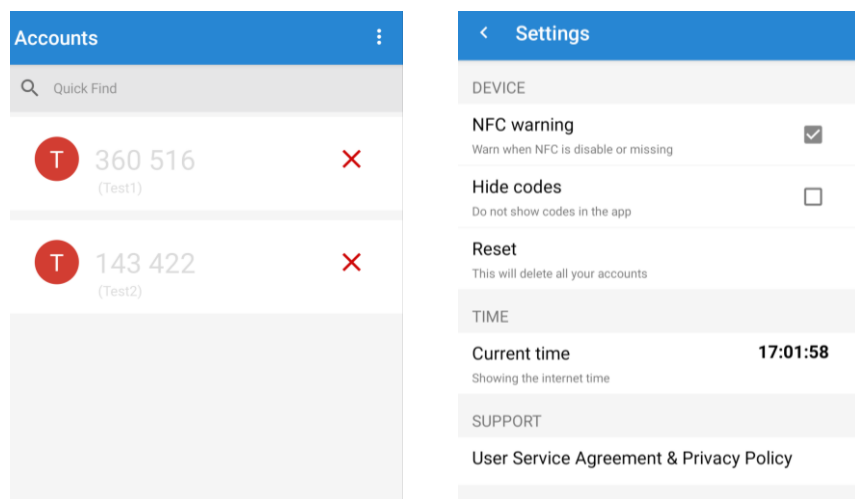 Accounts
Quick Find
T
360 516
(Test1)
T
143 422
(Test2)
Settings
DEVICE
NFC warning
Warn when NFC is disable or missing
Hide codes
Do not show codes in the app
Reset
This will delete all your accounts
TIME
Current time
17:01:58
Showing the internet time
SUPPORT
User Service Agreement & Privacy Policy